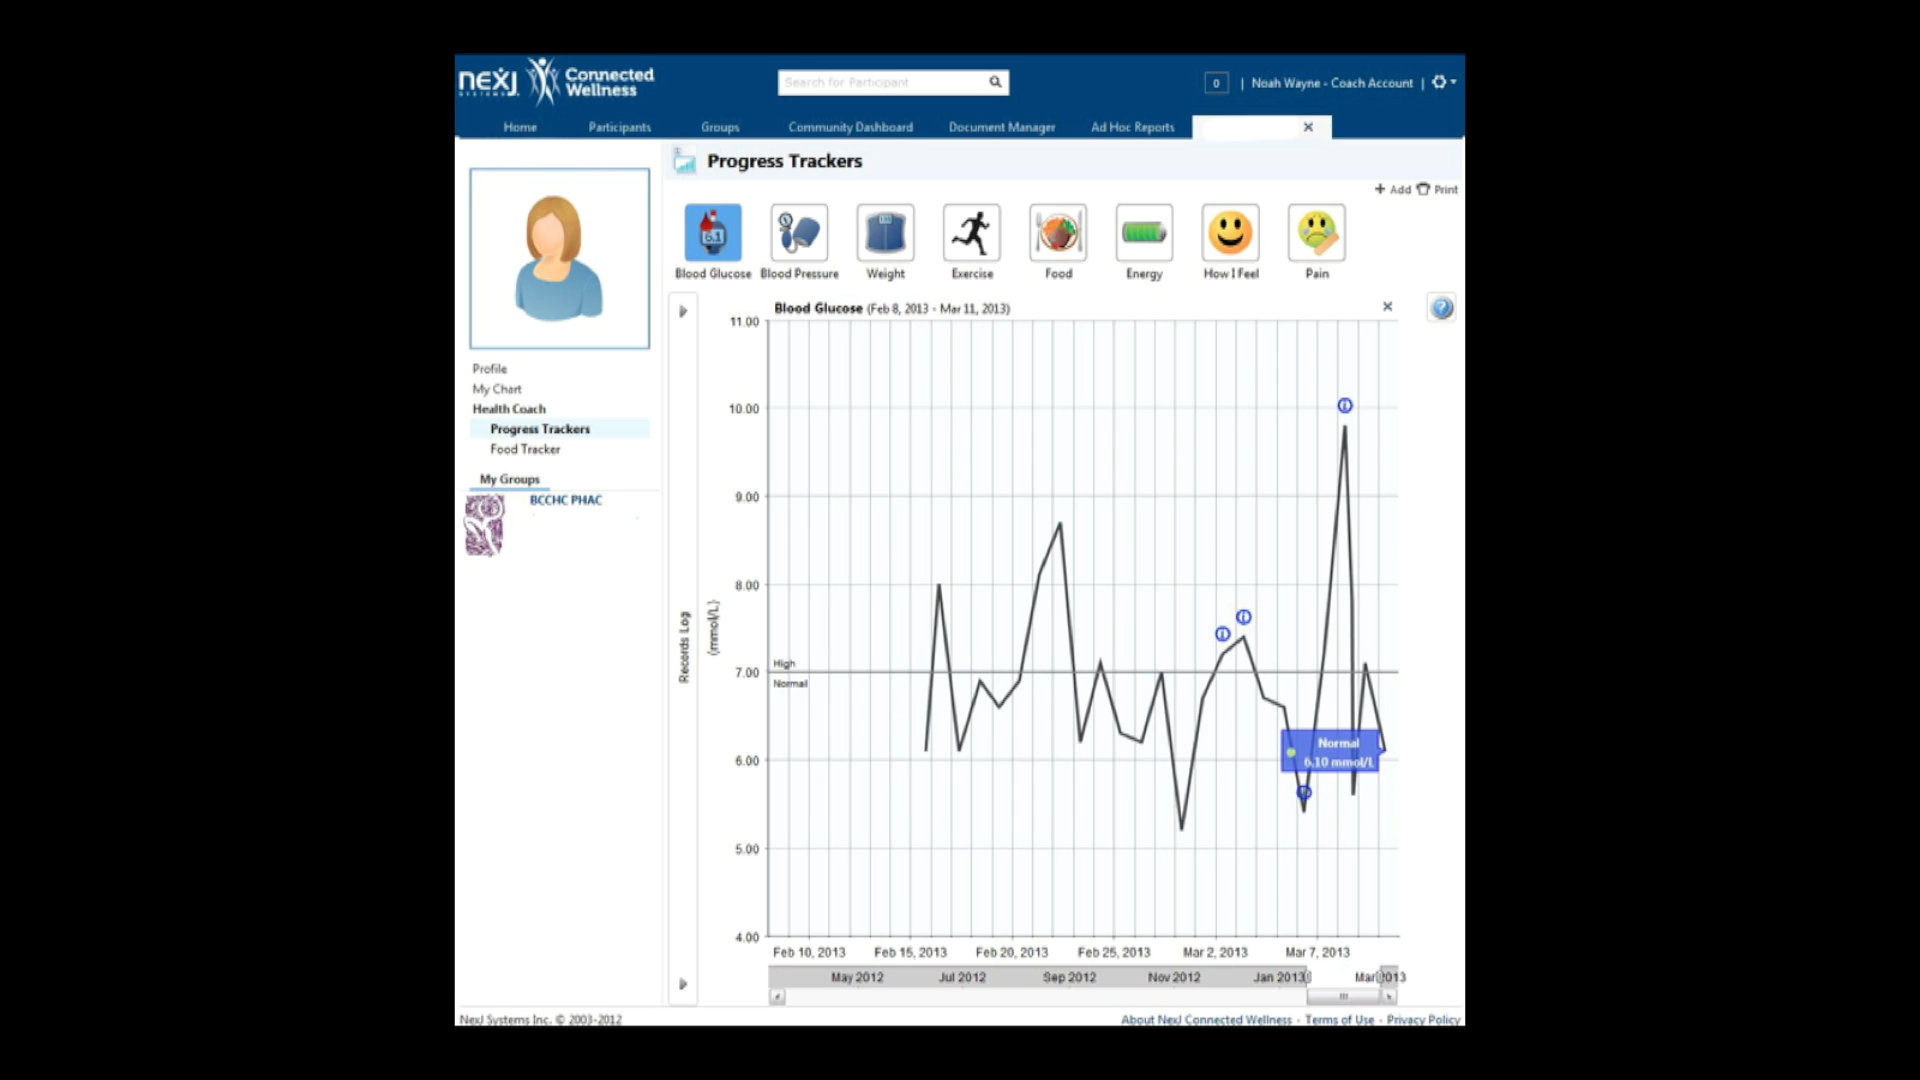 nexj Connected
SYSTEMS Wellness
Search for Participant
0 | Noah Wayne - Coach Account |
Home Participants Groups Community Dashboard Document Manager Ad Hoc Reports
Progress Trackers
+ Add Print
6.1
Blood Glucose Blood Pressure Weight Exercise Food Energy How I Feel Pain
Profile
My Chart
Health Coach
Progress Trackers
Food Tracker
My Groups
BCCHC PHAC
Records Log
Blood Glucose (Feb 8, 2013 - Mar 11, 2013)
(mmol/L)
11.00
10.00
9.00
8.00
7.00
6.00
5.00
4.00
High
Normal
Normal
6.10 mmol/L
Feb 10, 2013 Feb 15, 2013 Feb 20, 2013 Feb 25, 2013 Mar 2, 2013 Mar 7, 2013
May 2012 Jul 2012 Sep 2012 Nov 2012 Jan 2013 Mar 2013
NexJ Systems Inc. © 2003-2012
About NexJ Connected Wellness - Terms of Use - Privacy Policy